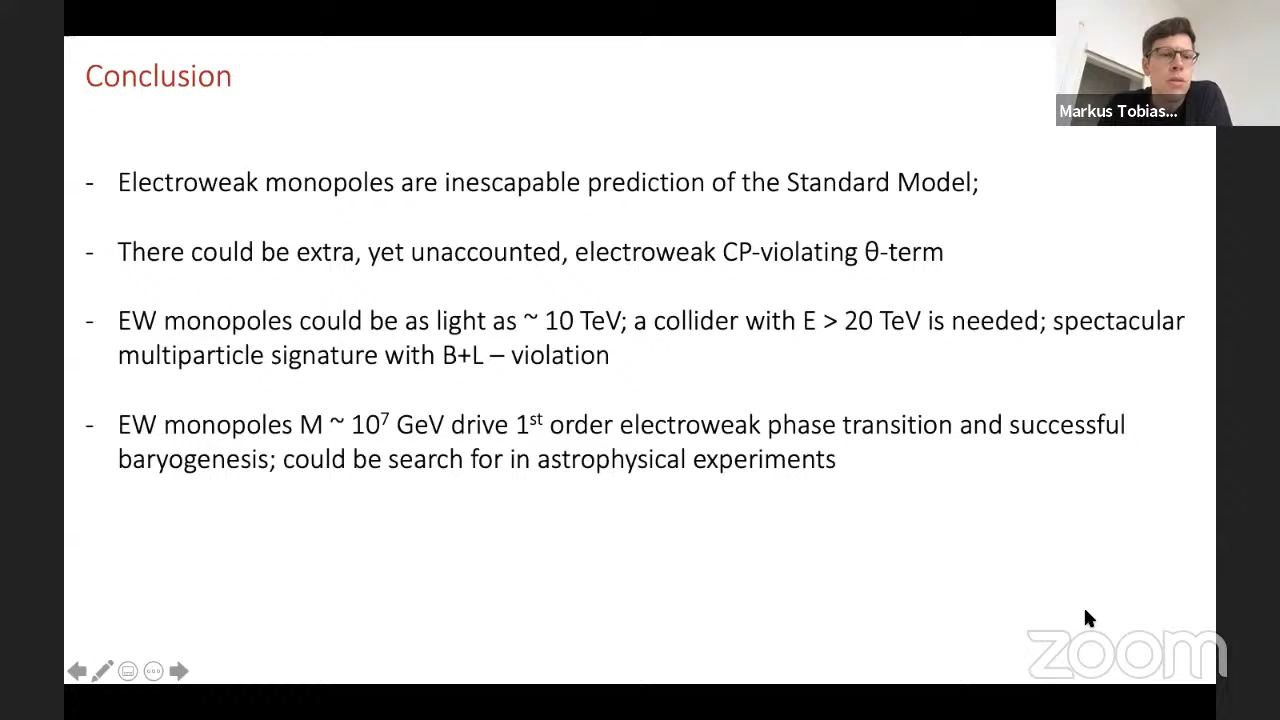 Conclusion
Markus Tobias...
- Electroweak monopoles are inescapable prediction of the Standard Model;
- There could be extra, yet unaccounted, electroweak CP-violating θ-term
- EW monopoles could be as light as ~ 10 TeV; a collider with E > 20 TeV is needed; spectacular
multiparticle signature with B+L – violation
- EW monopoles M ~ 10⁷ GeV drive 1ˢᵗ order electroweak phase transition and successful
baryogenesis; could be search for in astrophysical experiments
zoom